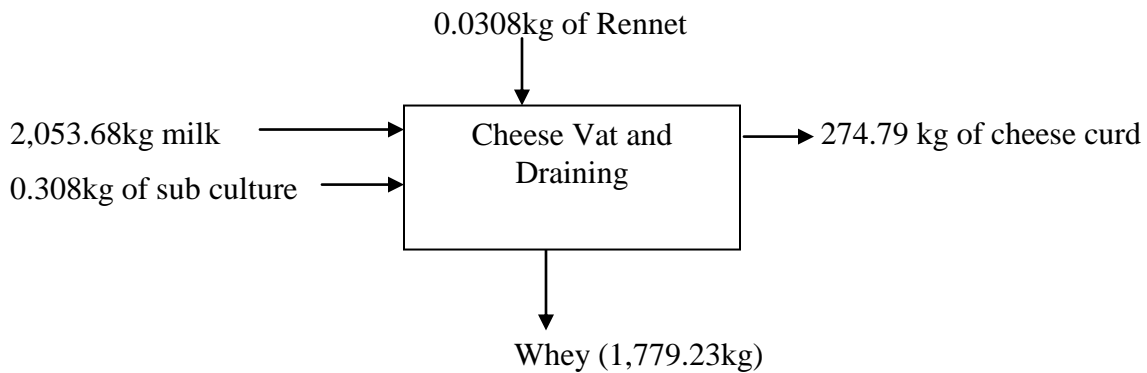 0.0308kg of Rennet
2,053.68kg milk
0.308kg of sub culture
Cheese Vat and
Draining
274.79 kg of cheese curd
Whey (1,779.23kg)